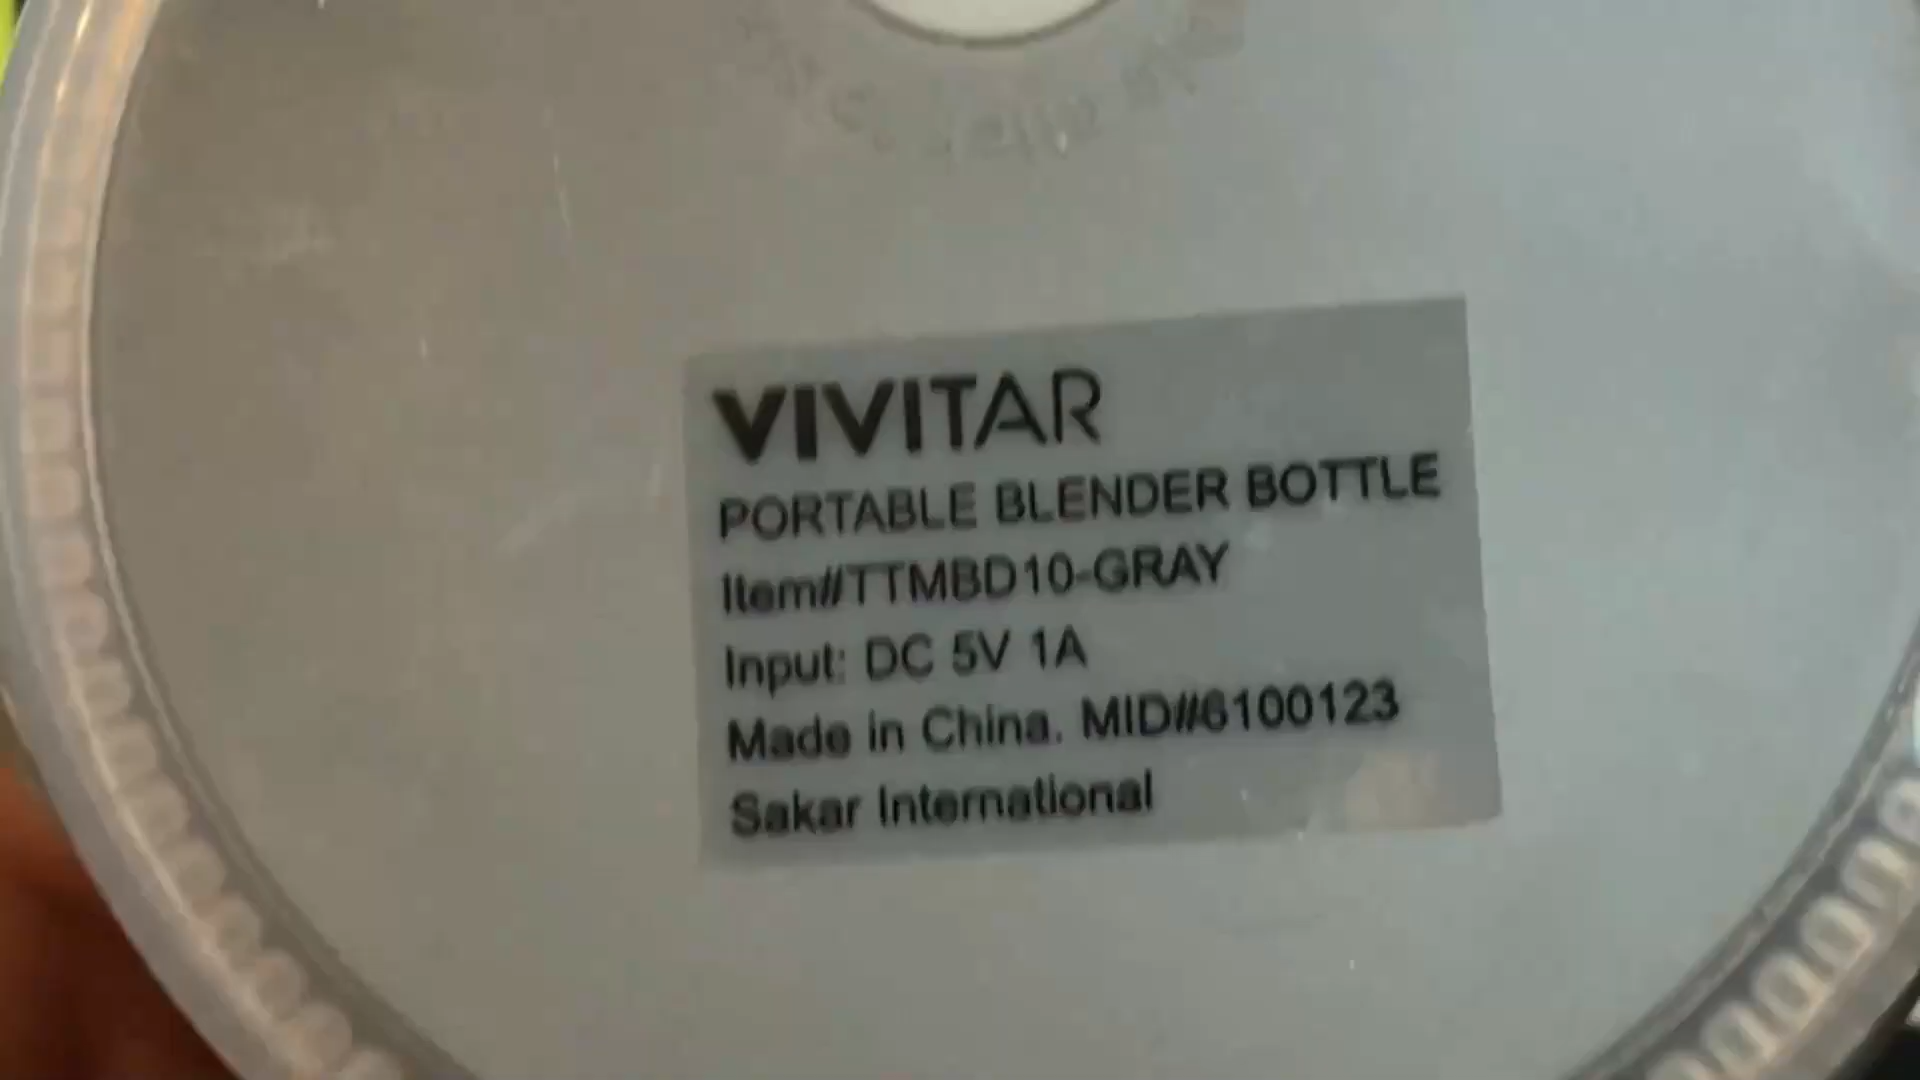 VIVITAR
PORTABLE BLENDER BOTTLE
Item#TTMBD10-GRAY
Input: DC 5V 1A
Made in China. MID#6100123
Sakar International